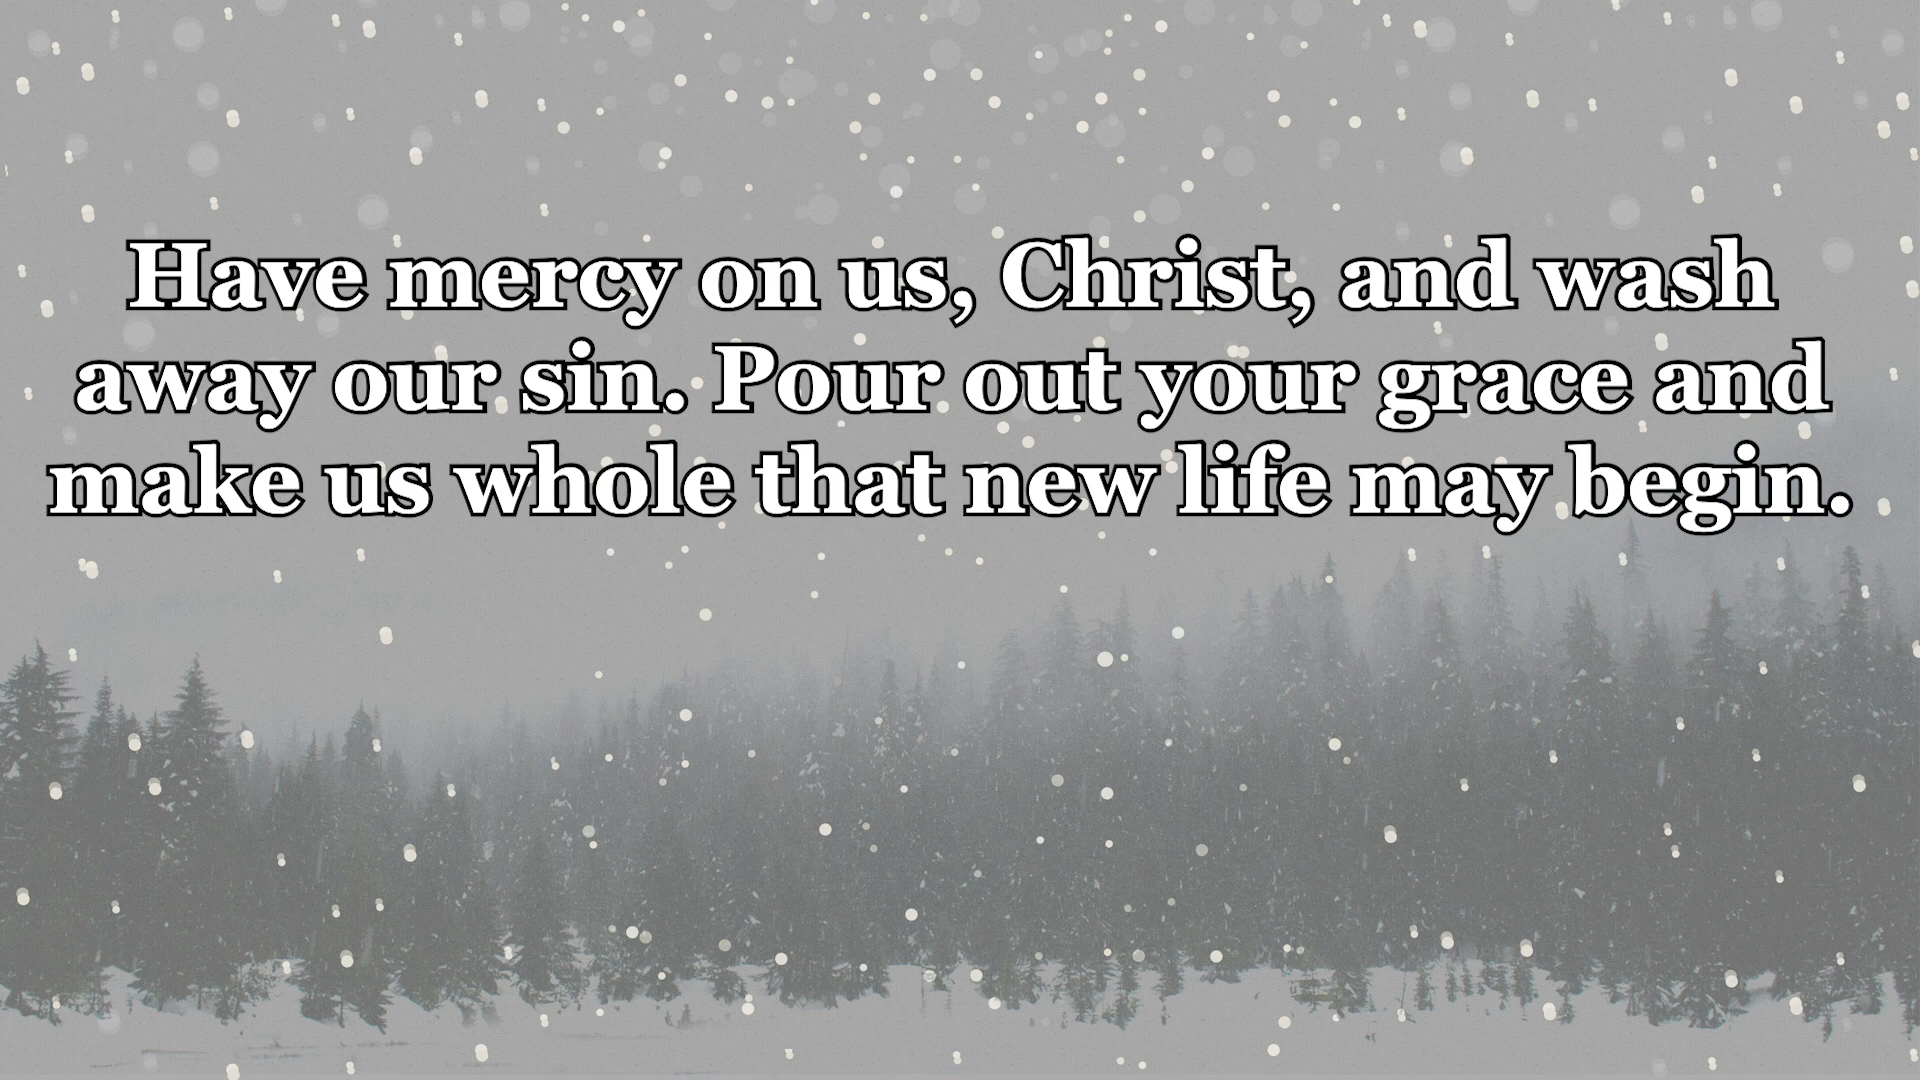 Have mercy on us, Christ, and wash
away our sin. Pour out your grace and
make us whole that new life may begin.